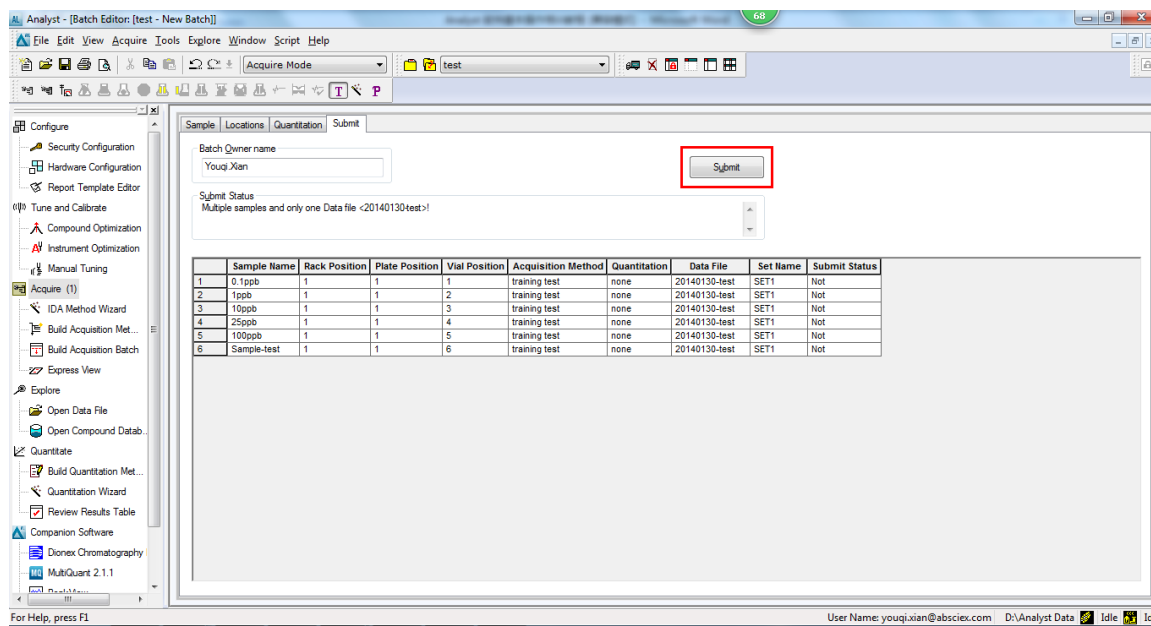 Analyst - [Batch Editor: [test - New Batch]]
68
File Edit View Acquire Tools Explore Window Script Help
Acquire Mode
test
T P
Configure
Security Configuration
Hardware Configuration
Report Template Editor
Tune and Calibrate
Compound Optimization
Instrument Optimization
Manual Tuning
Acquire (1)
IDA Method Wizard
Build Acquisition Met...
Build Acquisition Batch
Express View
Explore
Open Data File
Open Compound Datab..
Quantitate
Build Quantitation Met...
Quantitation Wizard
Review Results Table
Companion Software
Dionex Chromatography
MQ MultiQuant 2.1.1
Sample Locations Quantitation Submit
Batch Owner name
Youqi.Xian
Submit
Submit Status
Multiple samples and only one Data file <20140130-test>!
Sample Name Rack Position Plate Position Vial Position Acquisition Method Quantitation Data File Set Name Submit Status
1 0.1ppb 1 1 1 training test none 20140130-test SET1 Not
2 1ppb 1 1 2 training test none 20140130-test SET1 Not
3 10ppb 1 1 3 training test none 20140130-test SET1 Not
4 25ppb 1 1 4 training test none 20140130-test SET1 Not
5 100ppb 1 1 5 training test none 20140130-test SET1 Not
6 Sample-test 1 1 6 training test none 20140130-test SET1 Not
For Help, press F1
User Name: youqi.xian@absciex.com D:\Analyst Data Idle